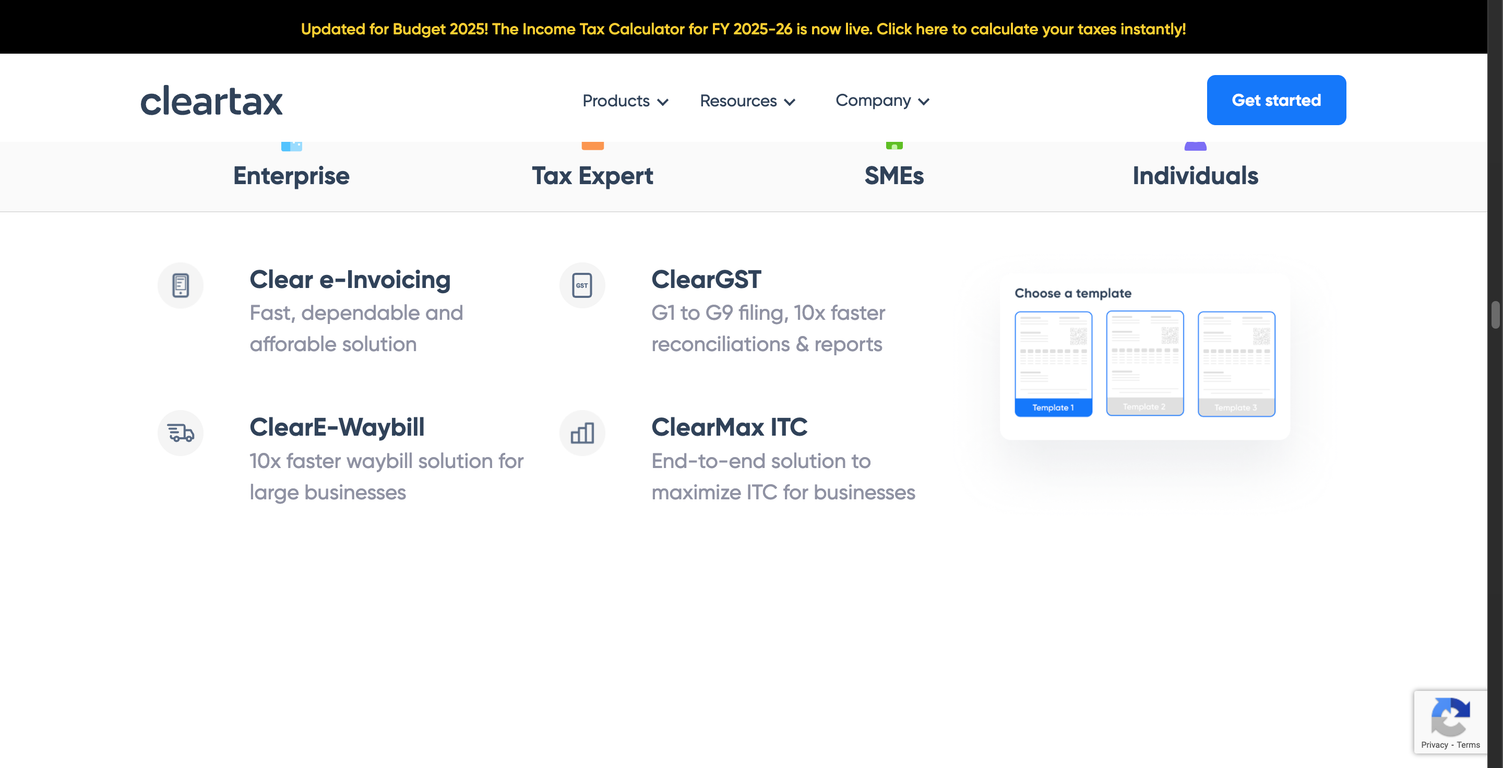 Updated for Budget 2025! The Income Tax Calculator for FY 2025-26 is now live. Click here to calculate your taxes instantly!
cleartax
Products
Resources
Company
Get started
Enterprise
Tax Expert
SMEs
Individuals
Clear e-Invoicing
Fast, dependable and
afforable solution
GST
ClearGST
G1 to G9 filing, 10x faster
reconciliations & reports
ClearE-Waybill
10x faster waybill solution for
large businesses
ClearMax ITC
End-to-end solution to
maximize ITC for businesses
Choose a template
Template 1
Template 2
Template 3
Privacy - Terms